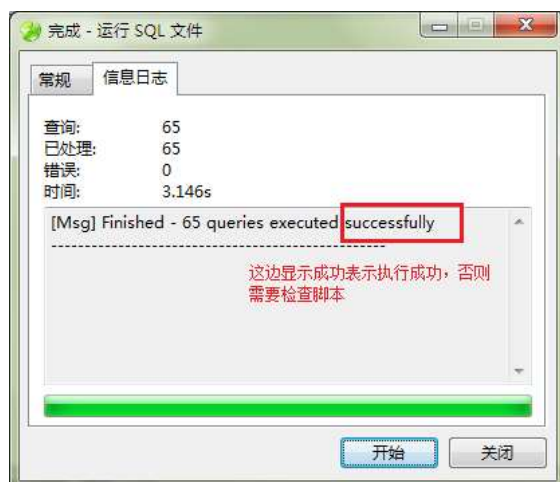 完成 - 运行 SQL 文件
常规 信息日志
查询: 65
已处理: 65
错误: 0
时间: 3.146s
[Msg] Finished - 65 queries executed successfully
--------------------------------------------------
这边显示成功表示执行成功，否则
需要检查脚本
开始 关闭